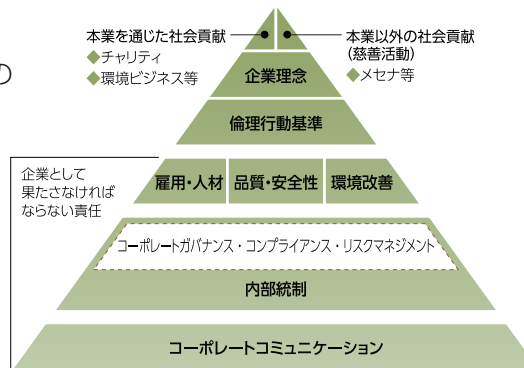 本業を通じた社会貢献
◆チャリティ
◆環境ビジネス等
本業以外の社会貢献
(慈善活動)
◆メセナ等
の
企業理念
倫理行動基準
企業として
果たさなければ
ならない責任
雇用・人材
品質・安全性
環境改善
コーポレートガバナンス・コンプライアンス・リスクマネジメント
内部統制
コーポレートコミュニケーション